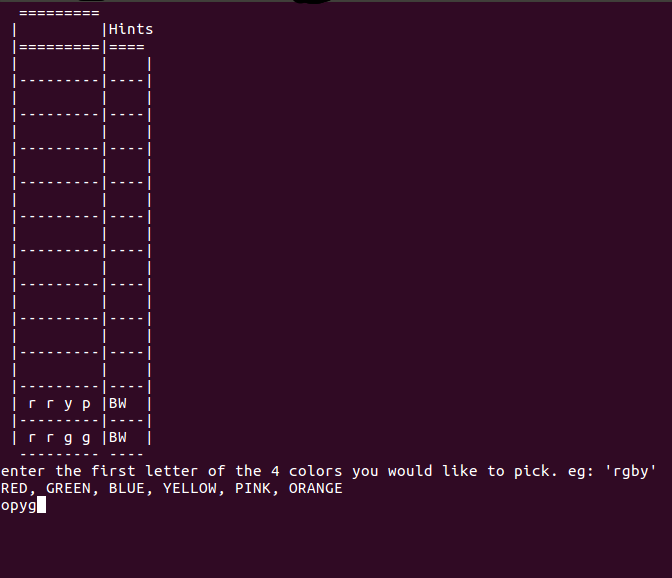 =========
|         |Hints
|=========|====
|         |    |
|---------|----|
|         |    |
|---------|----|
|         |    |
|---------|----|
|         |    |
|---------|----|
|         |    |
|---------|----|
|         |    |
|---------|----|
|         |    |
|---------|----|
|         |    |
|---------|----|
|         |    |
|---------|----|
|         |    |
|---------|----|
| r r y p |BW  |
|---------|----|
| r r g g |BW  |
 --------- ----
enter the first letter of the 4 colors you would like to pick. eg: 'rgby'
RED, GREEN, BLUE, YELLOW, PINK, ORANGE
opyg